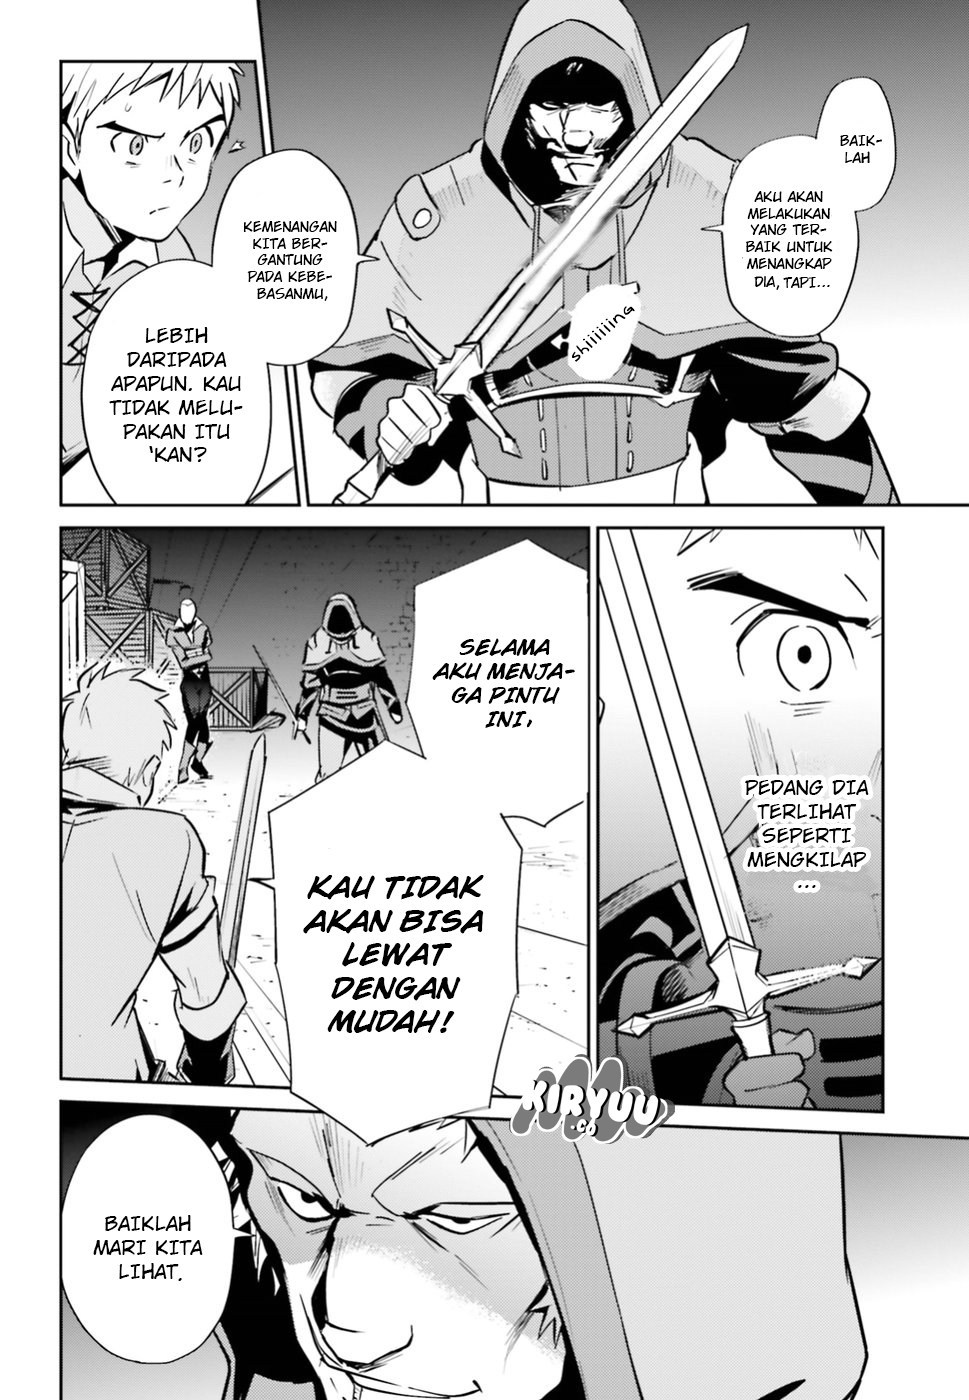 BAIK-
LAH
AKU AKAN
MELAKUKAN
YANG TER-
BAIK UNTUK
MENANGKAP
DIA, TAPI...
shiiiiiing
KEMENANGAN
KITA BER-
GANTUNG
PADA KEBE-
BASANMU,
LEBIH
DARIPADA
APAPUN. KAU
TIDAK MELU-
PAKAN ITU
'KAN?
PEDANG DIA
TERLIHAT
SEPERTI
MENGKILAP
...
SELAMA
AKU MENJA-
GA PINTU
INI,
KAU TIDAK
AKAN BISA
LEWAT
DENGAN
MUDAH!
KIRYUU
.CO
BAIKLAH
MARI KITA
LIHAT.